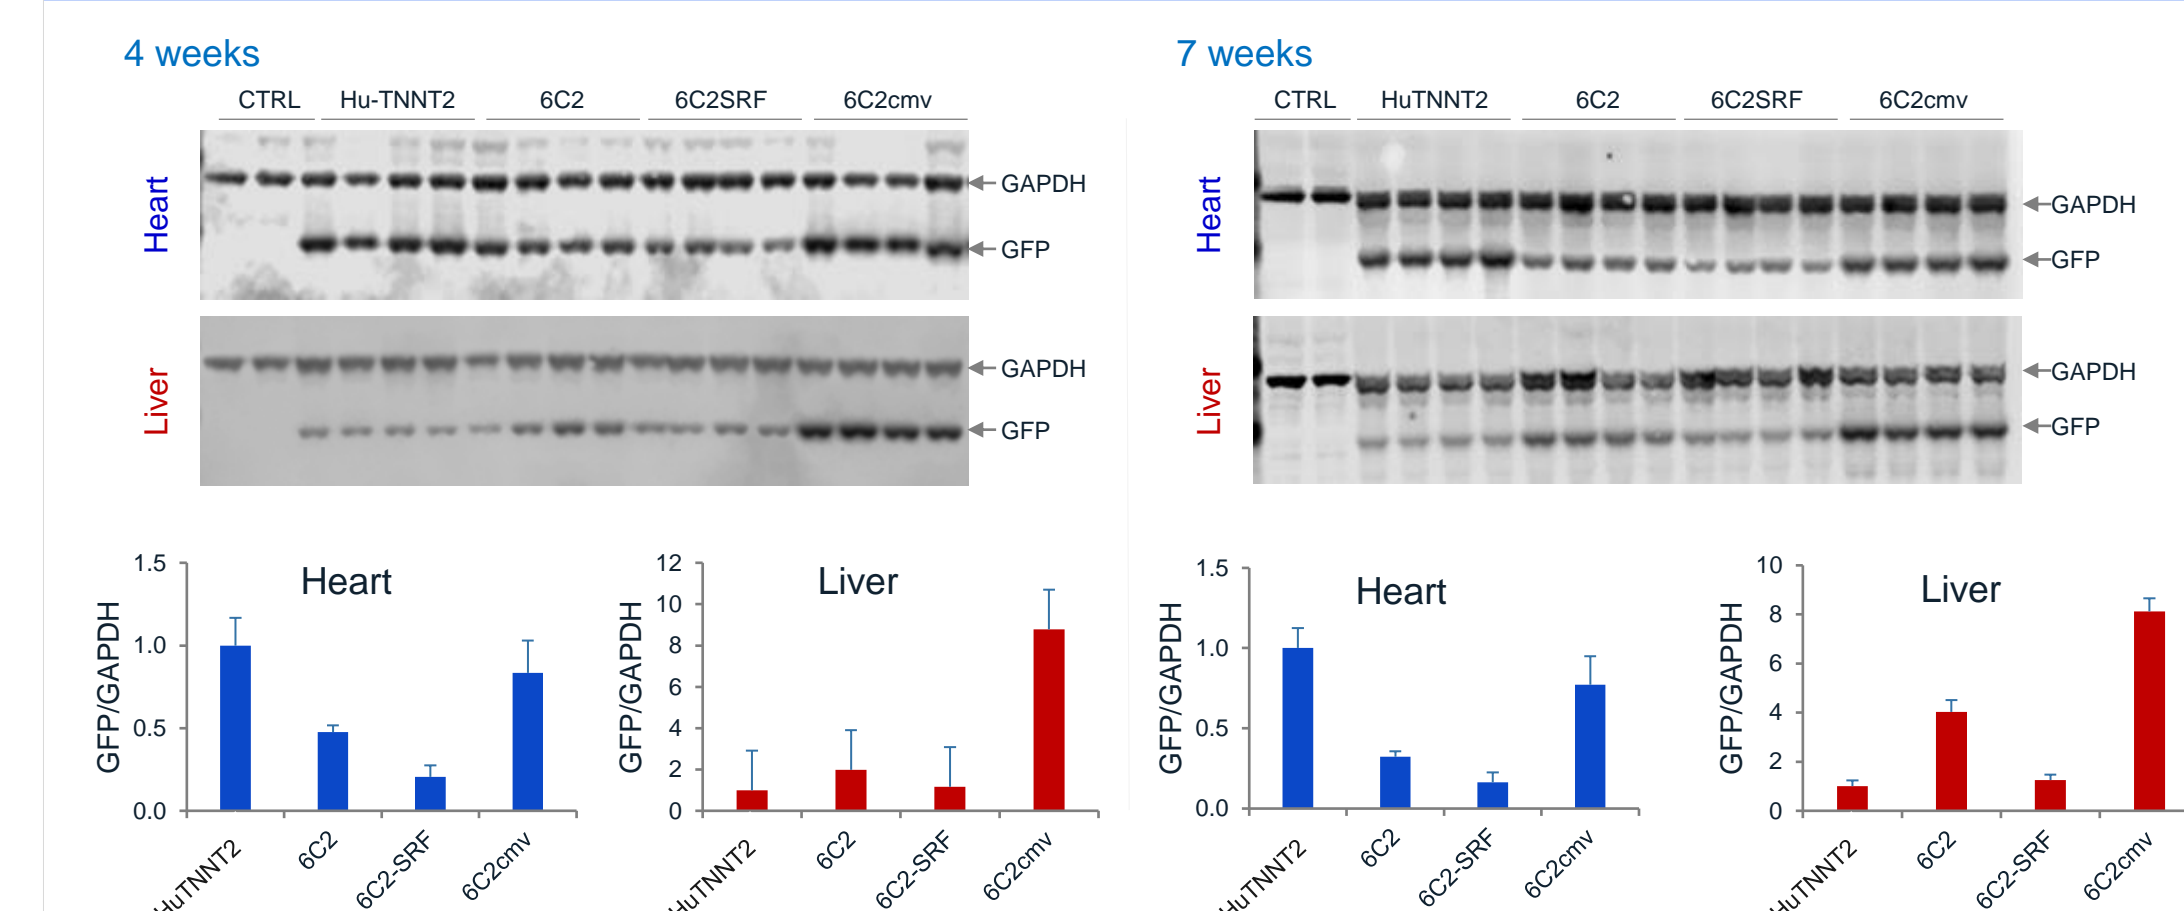 4 weeks
CTRL Hu-TNNT2 6C2 6C2SRF 6C2cmv
Heart
GAPDH
GFP
Liver
GAPDH
GFP
7 weeks
CTRL HuTNNT2 6C2 6C2SRF 6C2cmv
Heart
GAPDH
GFP
Liver
GAPDH
GFP
Heart
GFP/GAPDH
1.5
1.0
0.5
0.0
HuTNNT2 6C2 6C2-SRF 6C2cmv
Liver
GFP/GAPDH
12
10
8
6
4
2
0
HuTNNT2 6C2 6C2-SRF 6C2cmv
Heart
GFP/GAPDH
1.5
1.0
0.5
0.0
HuTNNT2 6C2 6C2-SRF 6C2cmv
Liver
GFP/GAPDH
10
8
6
4
2
0
HuTNNT2 6C2 6C2-SRF 6C2cmv